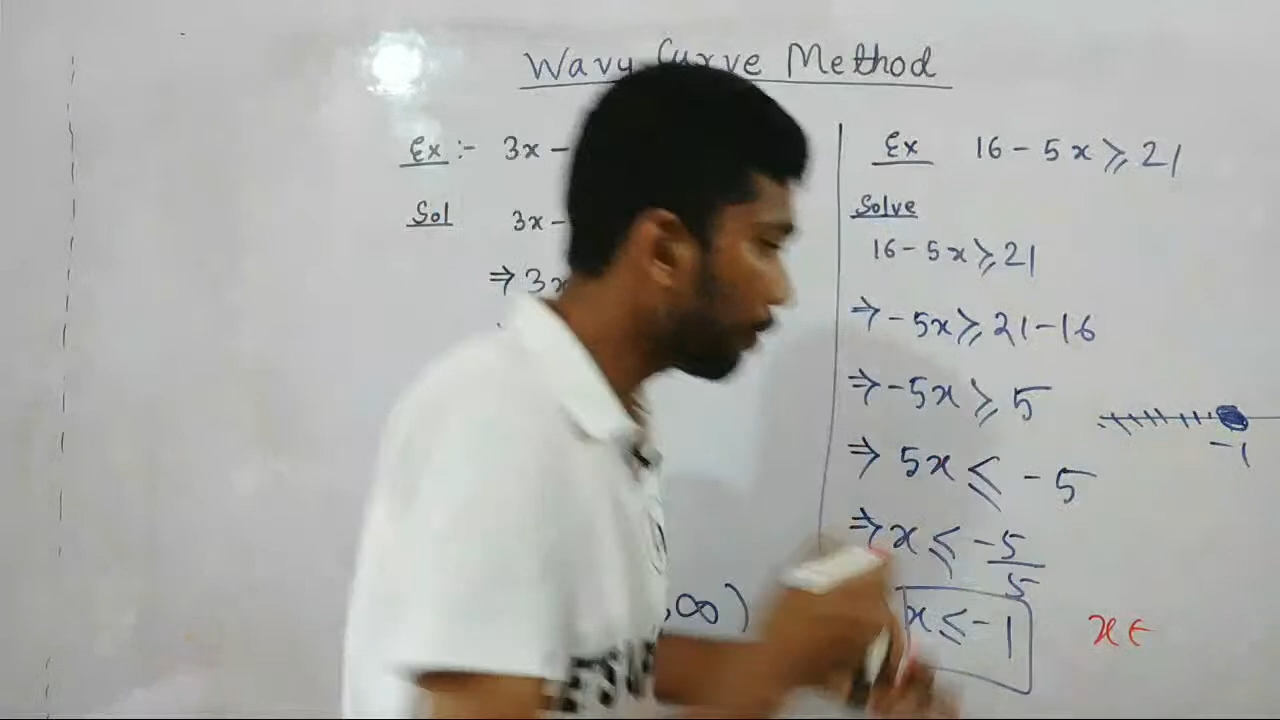 Wavy Curve Method
Ex :- 3x -
Sol 3x -
⇒ 3x
, ∞)
Ex 16 - 5x ⩾ 21
Solve
16 - 5x ⩾ 21
⇒ -5x ⩾ 21 - 16
⇒ -5x ⩾ 5
-1
⇒ 5x ⩽ -5
⇒ x ⩽ -5/5
x ⩽ -1
x ∈